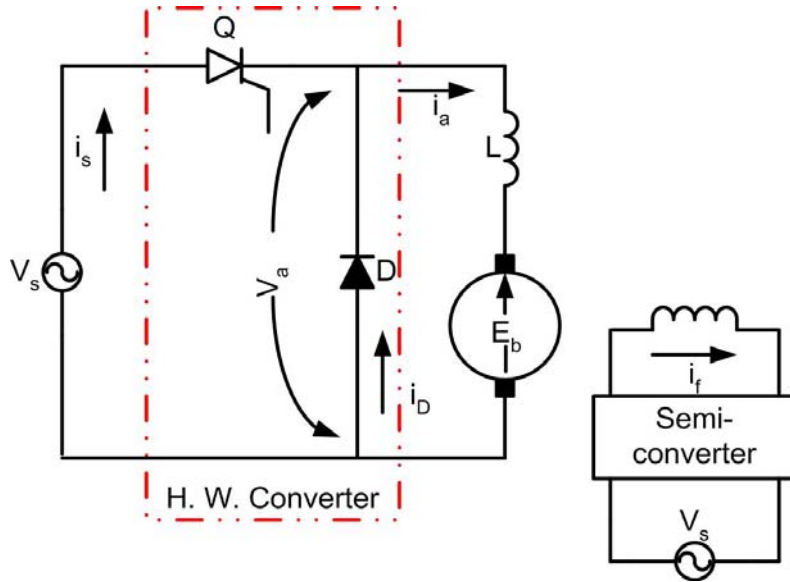 Q
i_a
i_s
L
V_s
V_a
D
E_b
i_D
i_f
H. W. Converter
Semi-
converter
V_s